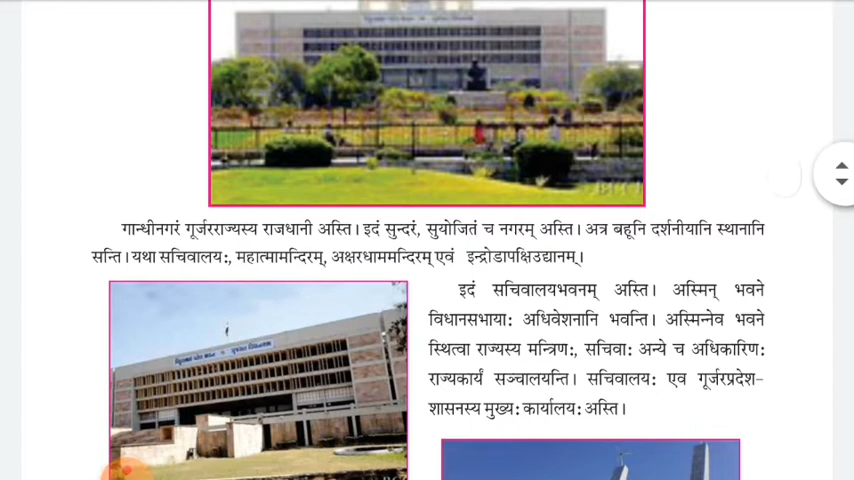 गान्धीनगरं गूर्जरराज्यस्य राजधानी अस्ति। इदं सुन्दरं, सुयोजितं च नगरम् अस्ति। अत्र बहूनि दर्शनीयानि स्थानानि
सन्ति। यथा सचिवालय:, महात्मामन्दिरम्, अक्षरधाममन्दिरम् एवं इन्द्रोडापक्षिउद्यानम्।
इदं सचिवालयभवनम् अस्ति। अस्मिन् भवने
विधानसभाया: अधिवेशनानि भवन्ति। अस्मिन्नेव भवने
स्थित्वा राज्यस्य मन्त्रिण:, सचिवा: अन्ये च अधिकारिण:
राज्यकार्यं सञ्चालयन्ति। सचिवालय: एव गूर्जरप्रदेश-
शासनस्य मुख्य: कार्यालय: अस्ति।